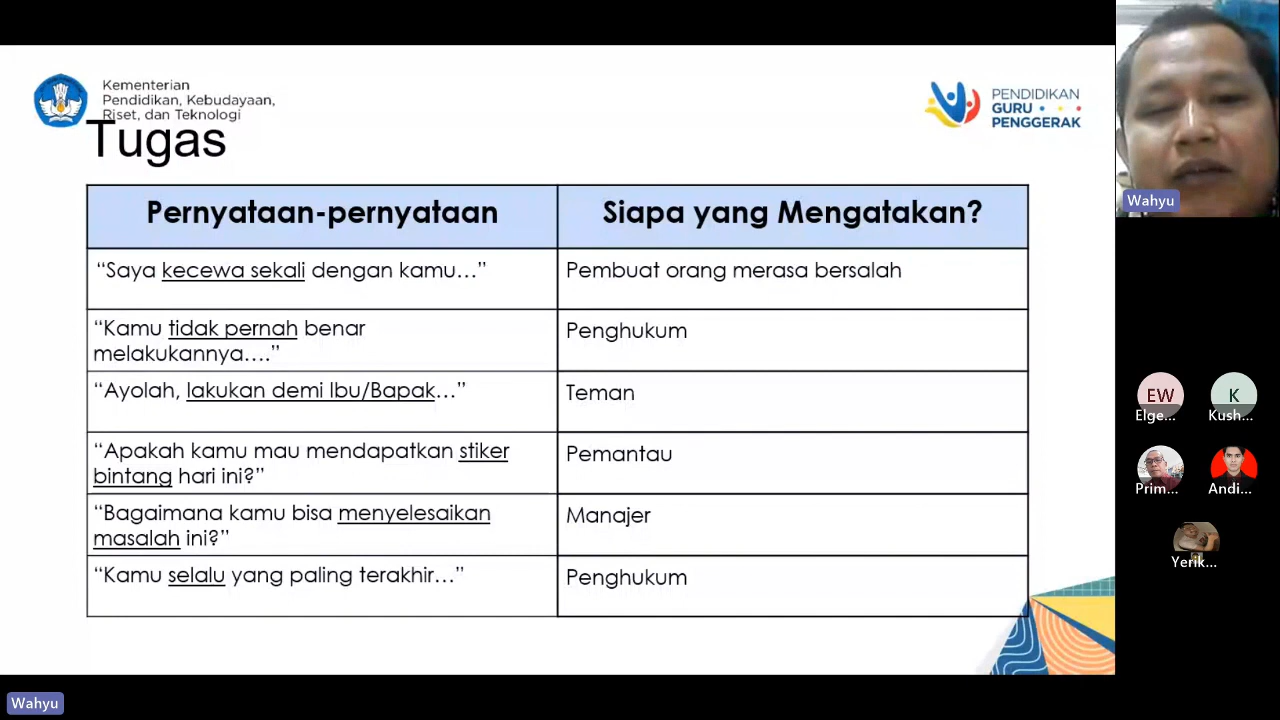 Kementerian
Pendidikan, Kebudayaan,
Riset, dan Teknologi
Tugas
PENDIDIKAN
GURU
PENGGERAK
Pernyataan-pernyataan
Siapa yang Mengatakan?
“Saya kecewa sekali dengan kamu…”
Pembuat orang merasa bersalah
“Kamu tidak pernah benar
melakukannya….”
Penghukum
“Ayolah, lakukan demi Ibu/Bapak…”
Teman
“Apakah kamu mau mendapatkan stiker
bintang hari ini?”
Pemantau
“Bagaimana kamu bisa menyelesaikan
masalah ini?”
Manajer
“Kamu selalu yang paling terakhir…”
Penghukum
Wahyu
EW
Elge...
K
Kush...
Prim...
Andi...
Yerik...
Wahyu